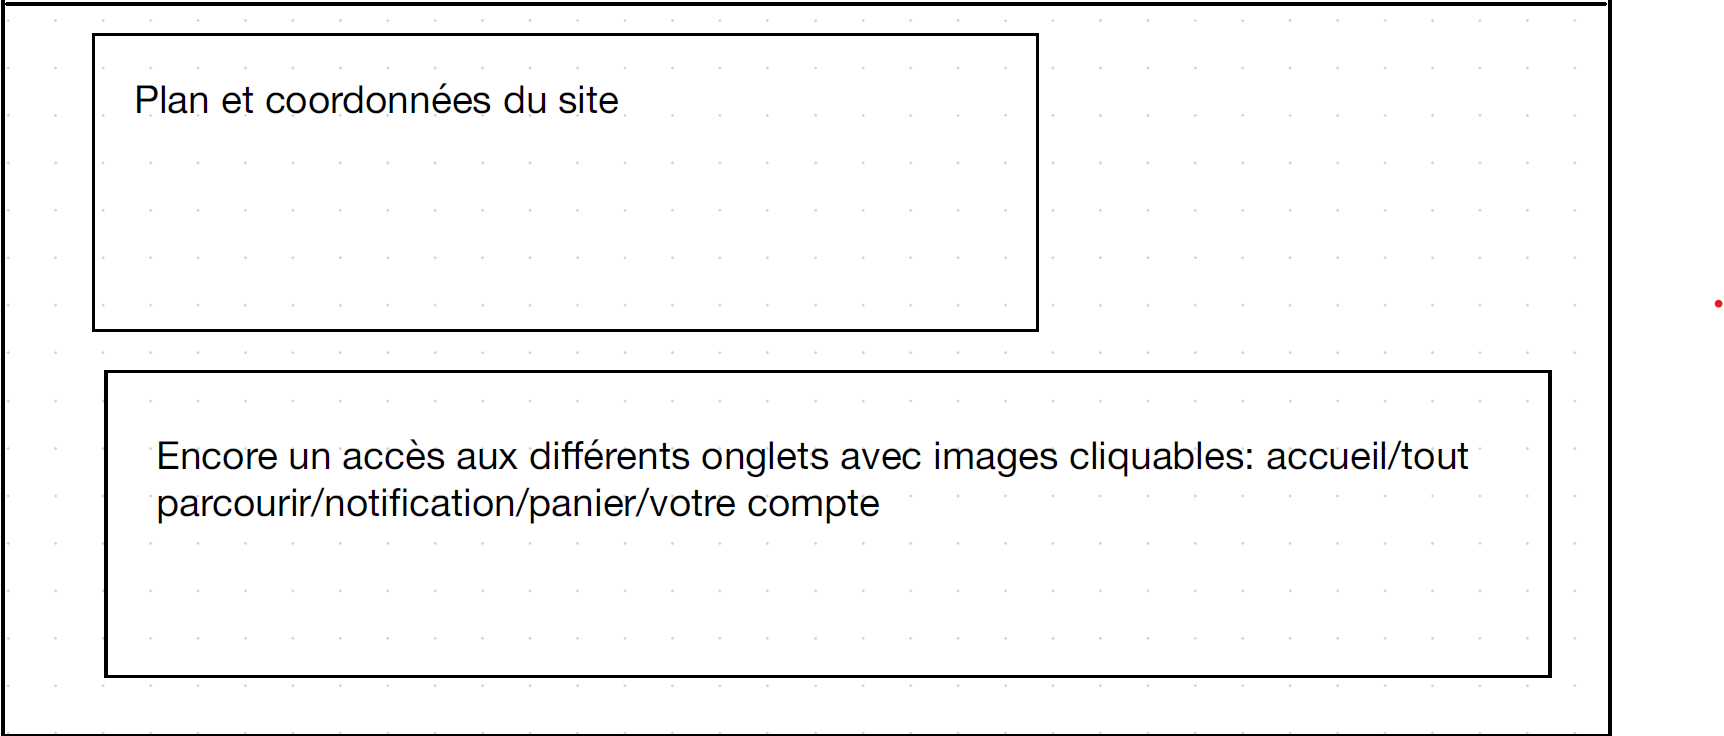 Plan et coordonnées du site
Encore un accès aux différents onglets avec images cliquables: accueil/tout
parcourir/notification/panier/votre compte